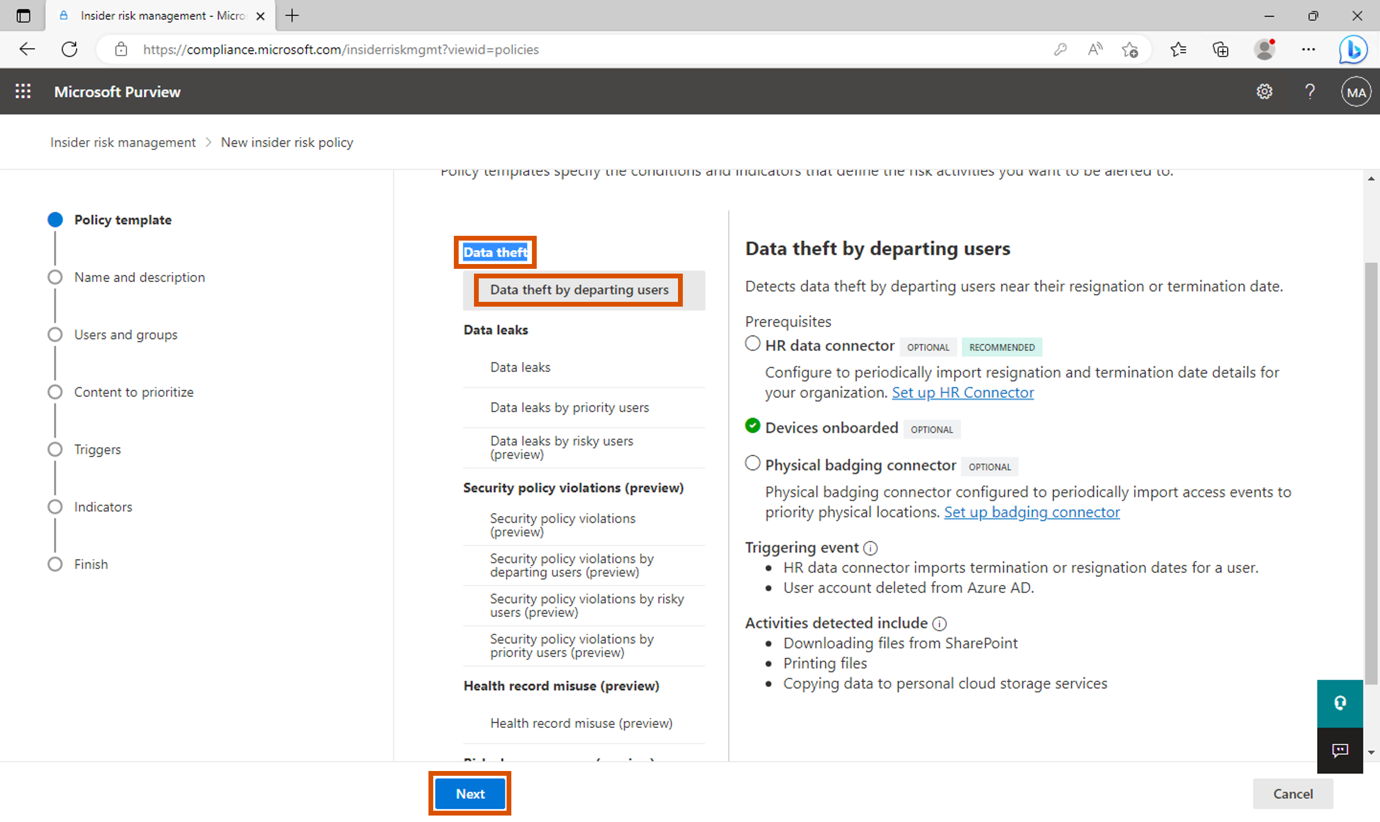 Insider risk management - Micro
https://compliance.microsoft.com/insiderriskmgmt?viewid=policies
Microsoft Purview
?
MA
Insider risk management > New insider risk policy
Policy templates specify the conditions and indicators that define the risk activities you want to be alerted to.
Policy template
Name and description
Users and groups
Content to prioritize
Triggers
Indicators
Finish
Data theft
Data theft by departing users
Data leaks
Data leaks
Data leaks by priority users
Data leaks by risky users
(preview)
Security policy violations (preview)
Security policy violations
(preview)
Security policy violations by
departing users (preview)
Security policy violations by risky
users (preview)
Security policy violations by
priority users (preview)
Health record misuse (preview)
Health record misuse (preview)
Data theft by departing users
Detects data theft by departing users near their resignation or termination date.
Prerequisites
HR data connector OPTIONAL RECOMMENDED
Configure to periodically import resignation and termination date details for
your organization. Set up HR Connector
Devices onboarded OPTIONAL
Physical badging connector OPTIONAL
Physical badging connector configured to periodically import access events to
priority physical locations. Set up badging connector
Triggering event
• HR data connector imports termination or resignation dates for a user.
• User account deleted from Azure AD.
Activities detected include
• Downloading files from SharePoint
• Printing files
• Copying data to personal cloud storage services
Next
Cancel